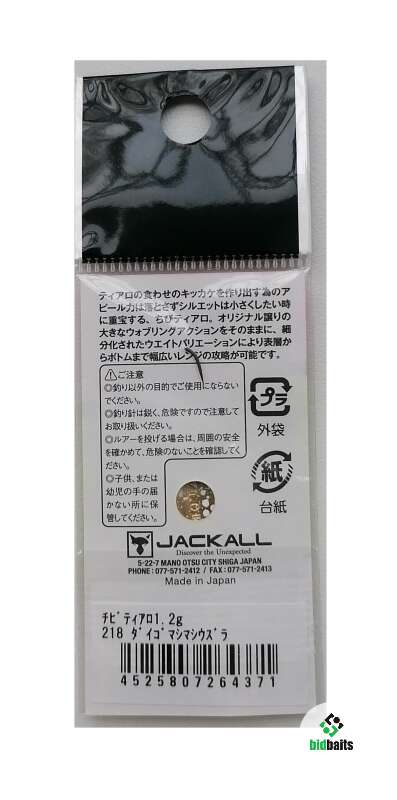 ティアロの食わせのキッカケを作り出す為のア
ピール力は落とさずシルエットは小さくしたい時
に重宝する、ちびティアロ。オリジナル譲りの
大きなウォブリングアクションをそのままに、細
分化されたウエイトバリエーションにより表層か
らボトムまで幅広いレンジの攻略が可能です。
ご注意
釣り以外の目的でご使用にならない
でください。
釣り針は鋭く、危険ですので注意して
お取り扱いください。
ルアーを投げる場合は、周囲の安全
を確かめて、危険のないことを確認してく
ださい。
子供、または
幼児の手の届
かない所に保
管してください。
プラ
外袋
紙
台紙
JACKALL
Discover the Unexpected
5-22-7 MANO OTSU CITY SHIGA JAPAN
PHONE : 077-571-2412 / FAX : 077-571-2413
Made in Japan
ﾁﾋﾞﾃｨｱﾛ1.2g
218 ﾀﾞｲｺﾞﾏｼﾏｼｳｽﾞﾗ
4525807264371
bidbaits